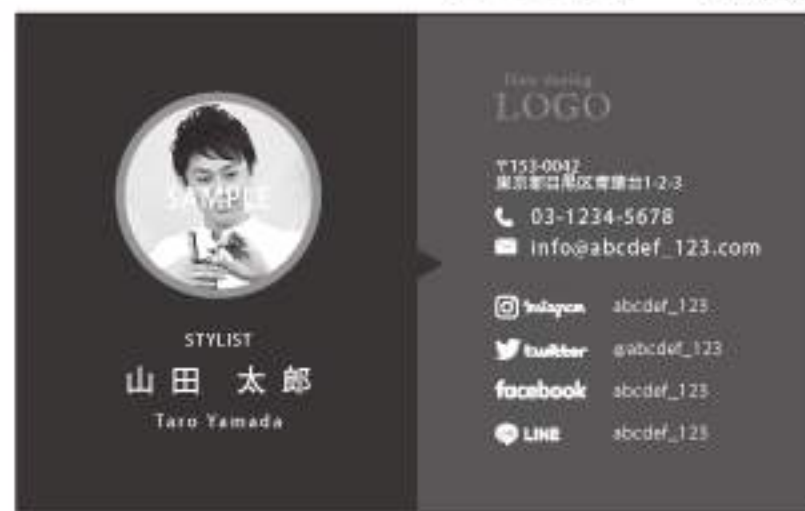 SAMPLE
STYLIST
山田 太郎
Taro Yamada
LOGO
〒153-0042
東京都目黒区青葉台1-2-3
03-1234-5678
info@abcdef_123.com
Instagram abcdef_123
twitter @abcdef_123
facebook abcdef_123
LINE abcdef_123